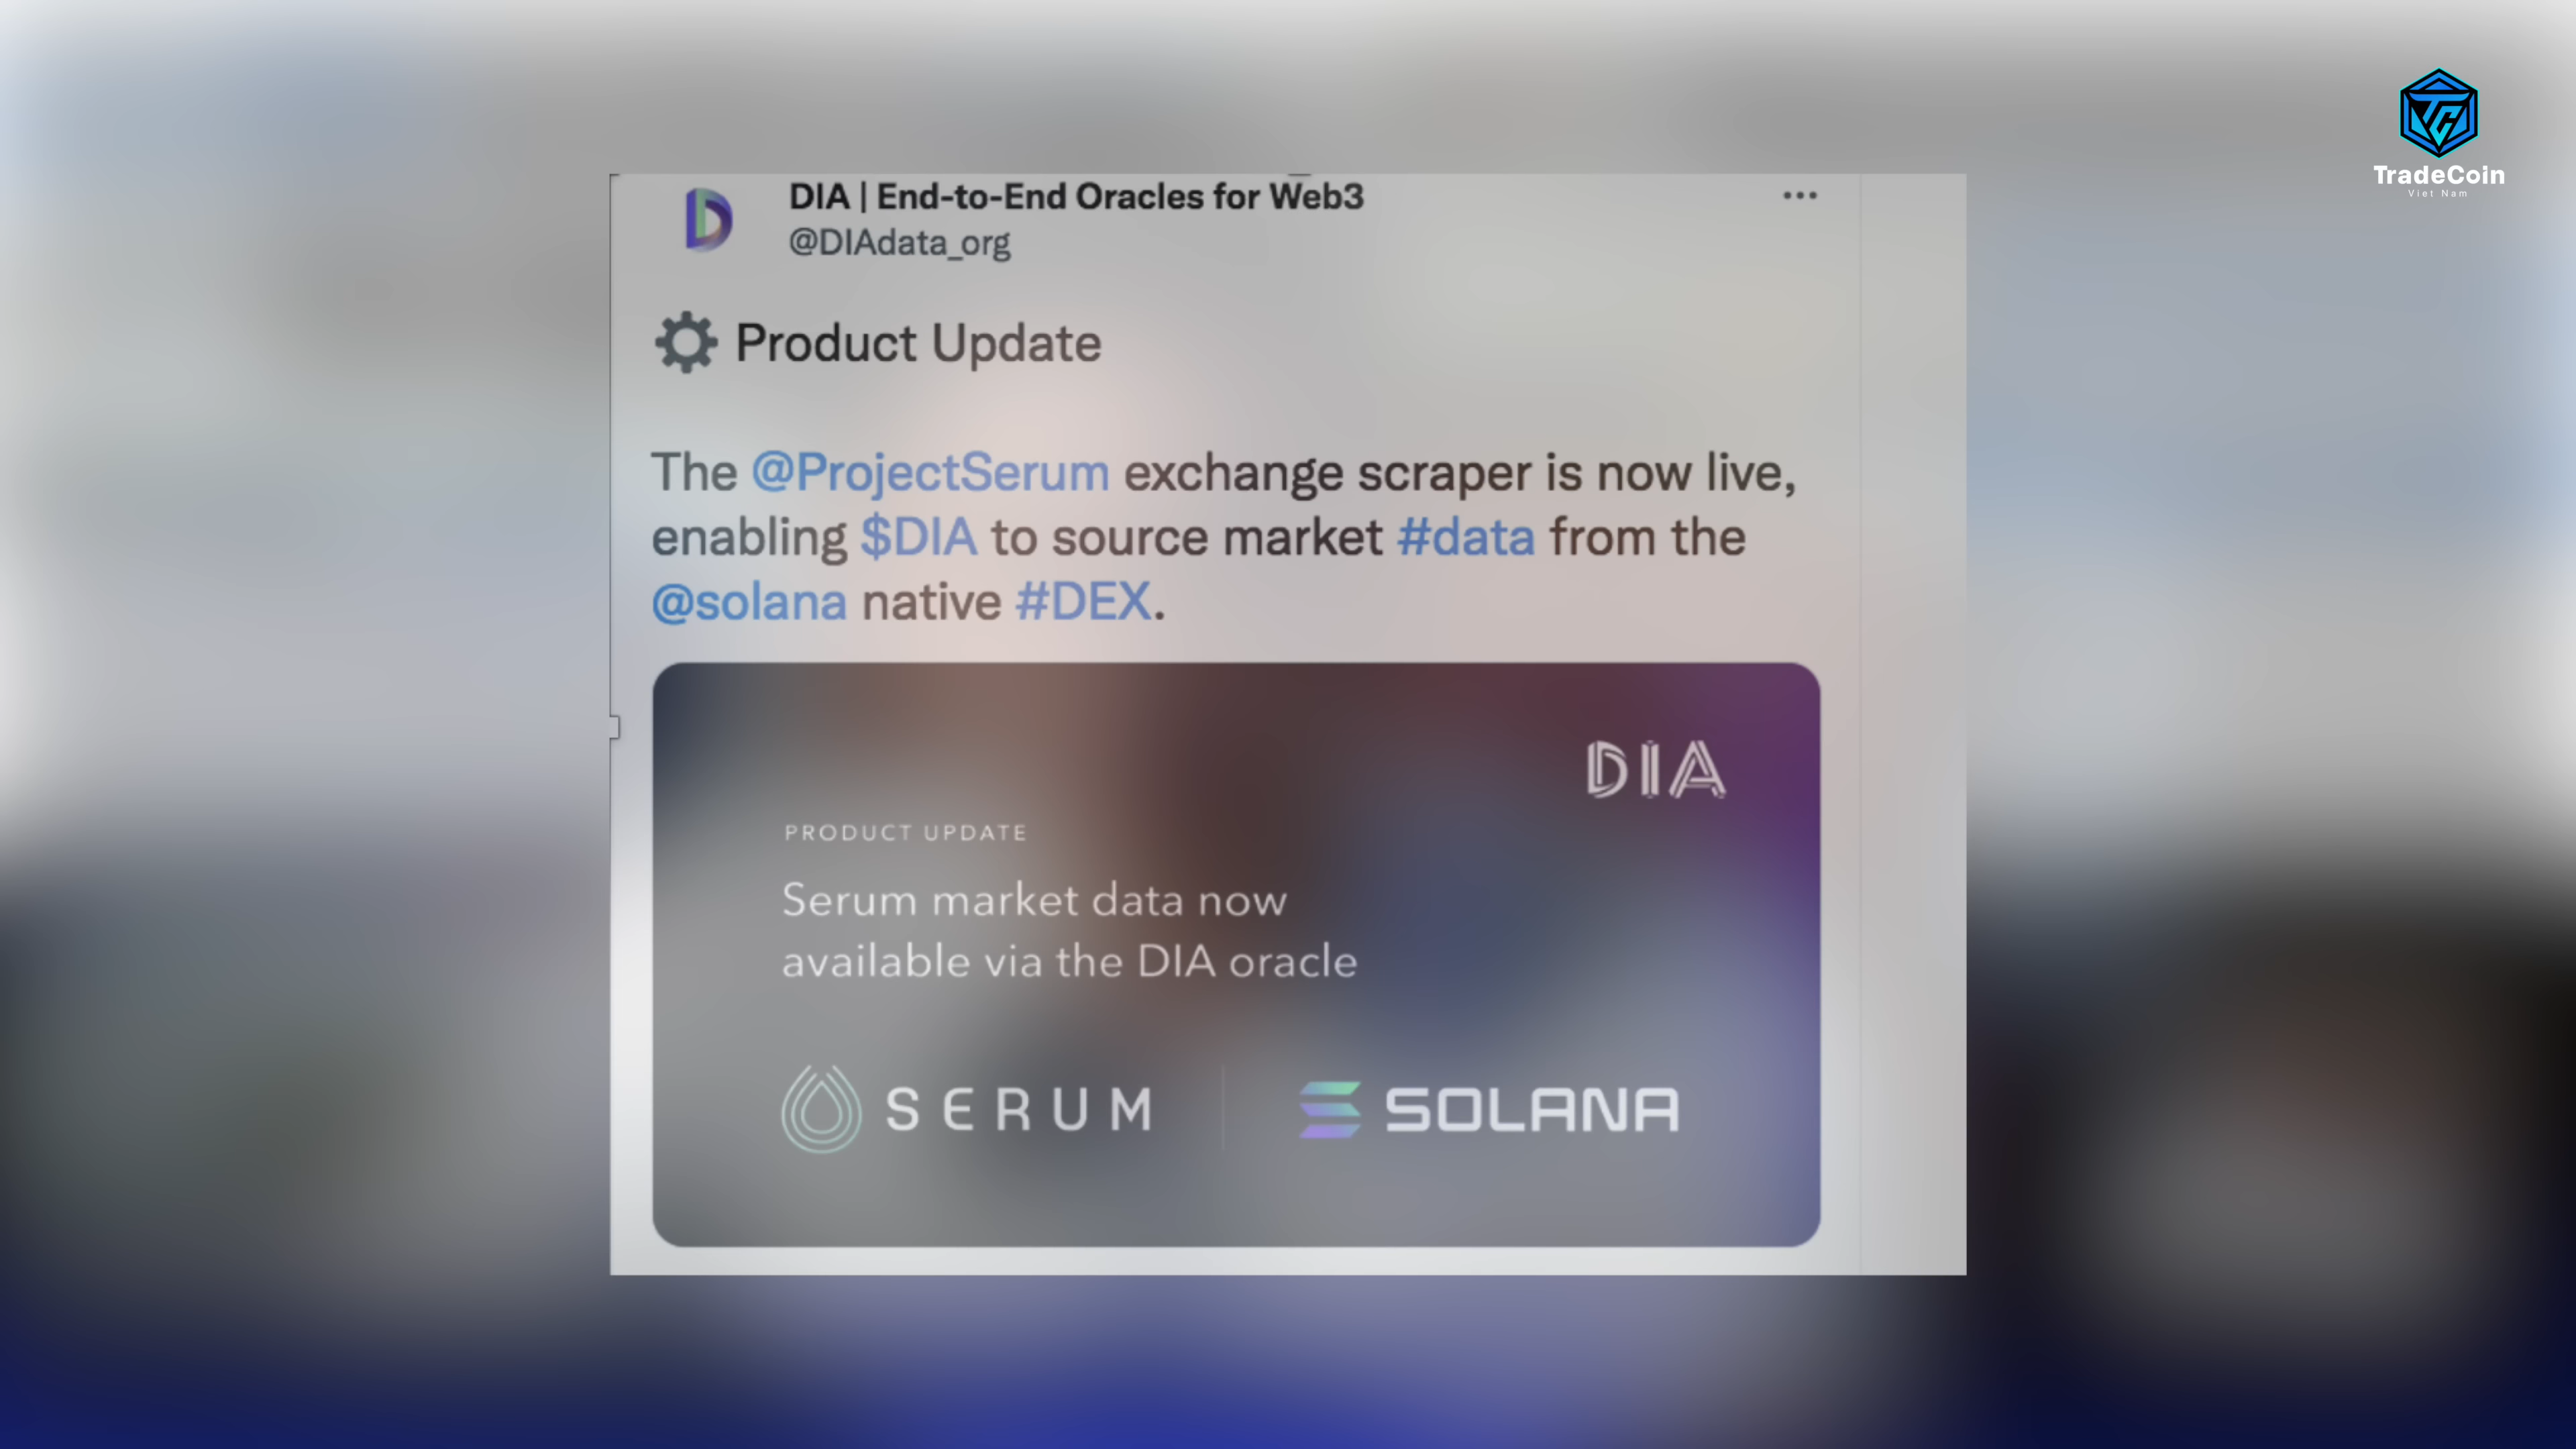 TradeCoin
Viet Nam
DIA | End-to-End Oracles for Web3
@DIAdata_org
Product Update
The @ProjectSerum exchange scraper is now live,
enabling $DIA to source market #data from the
@solana native #DEX.
DIA
PRODUCT UPDATE
Serum market data now
available via the DIA oracle
SERUM
SOLANA